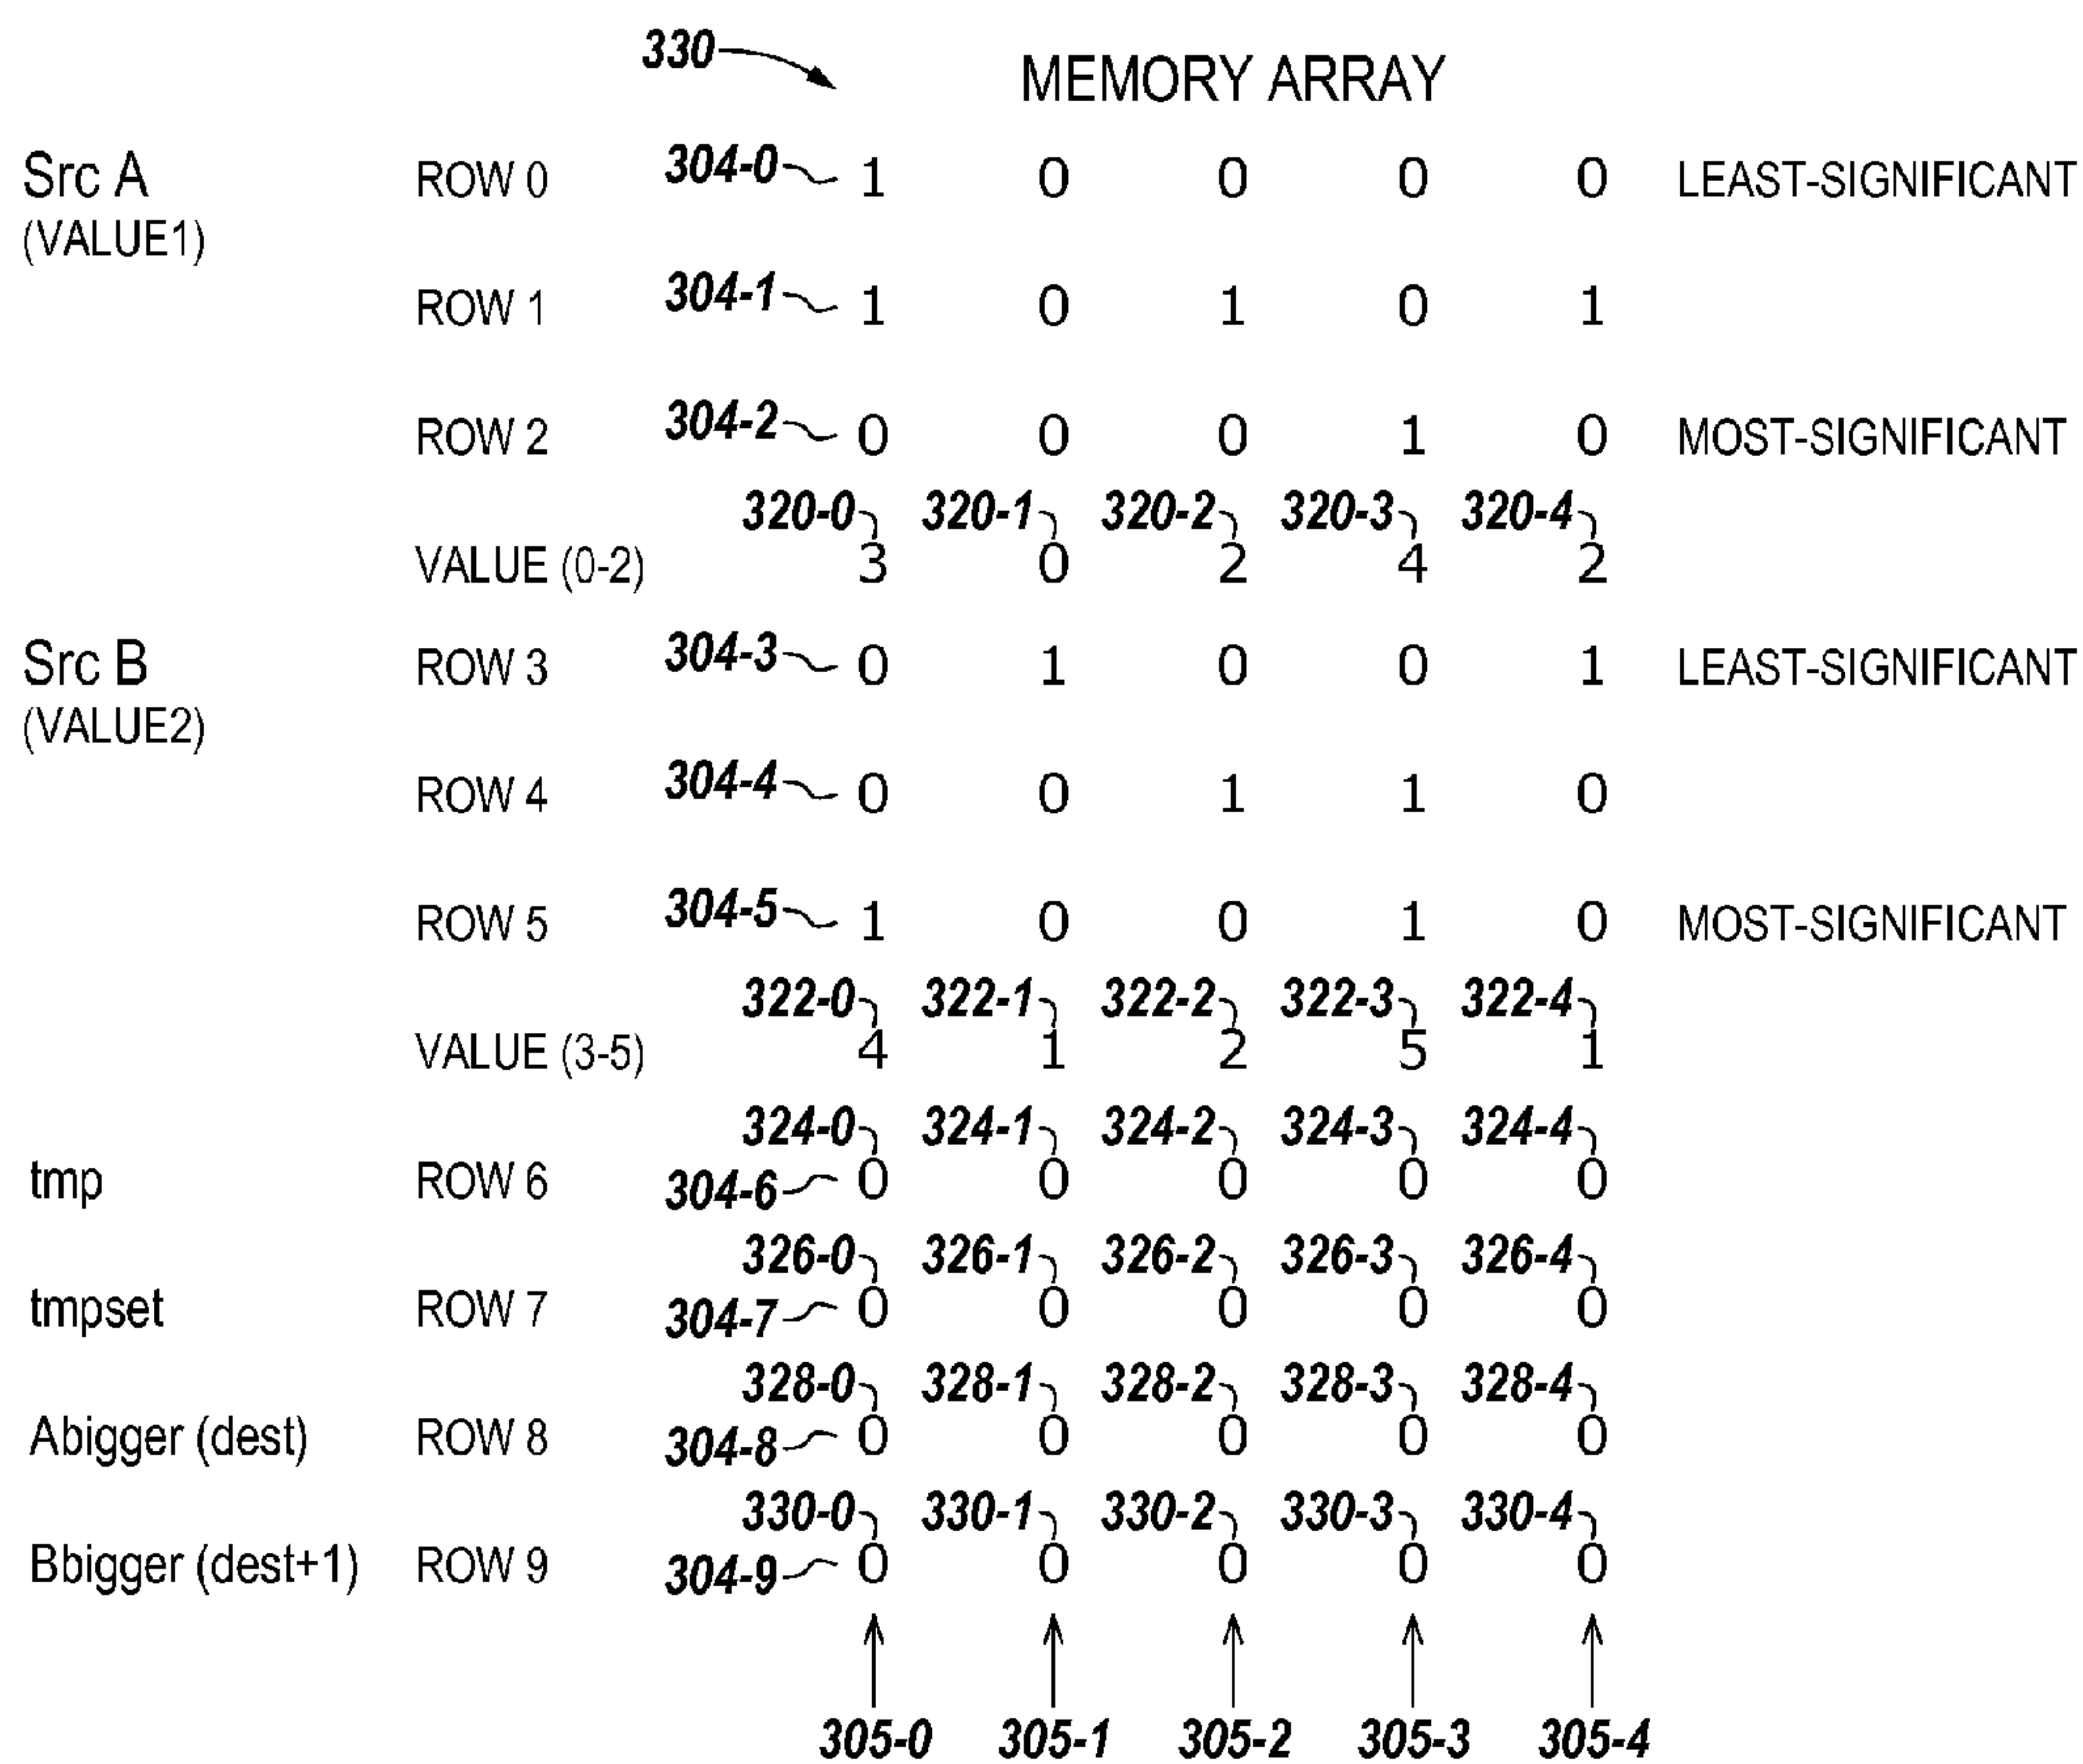 330 MEMORY ARRAY
Src A ROW 0 304-0 1 0 0 0 0 LEAST-SIGNIFICANT
(VALUE1)
ROW 1 304-1 1 0 1 0 1
ROW 2 304-2 0 0 0 1 0 MOST-SIGNIFICANT
320-0 320-1 320-2 320-3 320-4
VALUE (0-2) 3 0 2 4 2
Src B ROW 3 304-3 0 1 0 0 1 LEAST-SIGNIFICANT
(VALUE2)
ROW 4 304-4 0 0 1 1 0
ROW 5 304-5 1 0 0 1 0 MOST-SIGNIFICANT
322-0 322-1 322-2 322-3 322-4
VALUE (3-5) 4 1 2 5 1
324-0 324-1 324-2 324-3 324-4
tmp ROW 6 304-6 0 0 0 0 0
326-0 326-1 326-2 326-3 326-4
tmpset ROW 7 304-7 0 0 0 0 0
328-0 328-1 328-2 328-3 328-4
Abigger (dest) ROW 8 304-8 0 0 0 0 0
330-0 330-1 330-2 330-3 330-4
Bbigger (dest+1) ROW 9 304-9 0 0 0 0 0
305-0 305-1 305-2 305-3 305-4